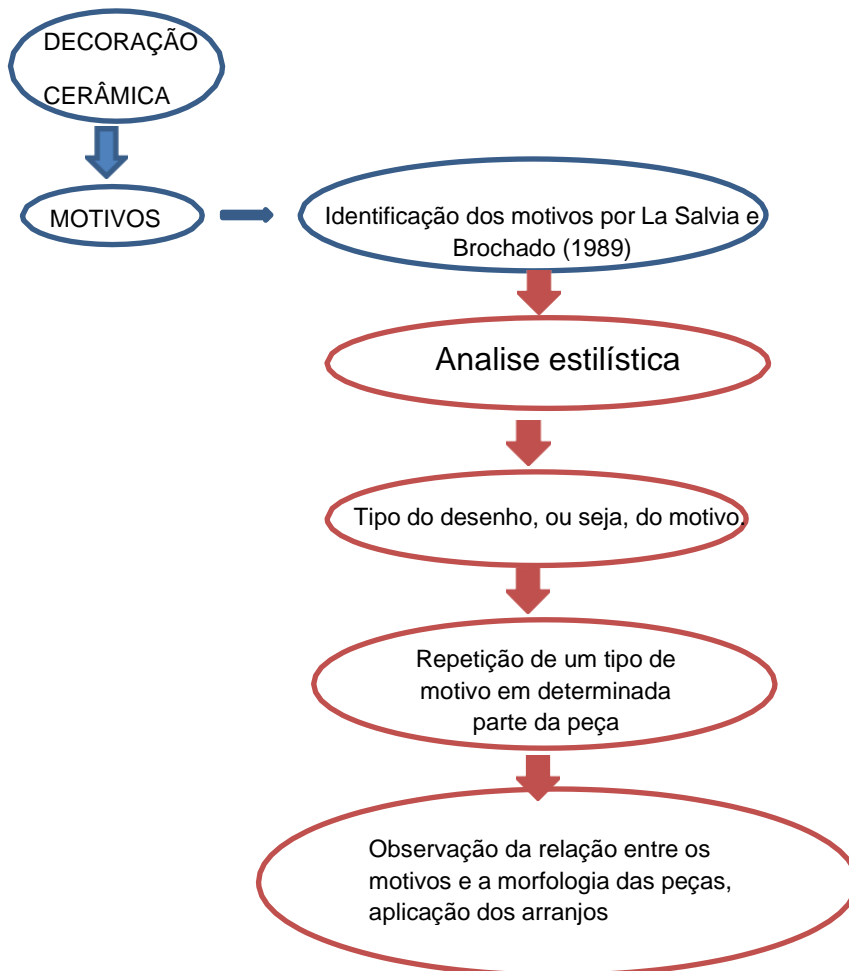 DECORAÇÃO
CERÂMICA
MOTIVOS
Identificação dos motivos por La Salvia e
Brochado (1989)
Analise estilística
Tipo do desenho, ou seja, do motivo.
Repetição de um tipo de
motivo em determinada
parte da peça
Observação da relação entre os
motivos e a morfologia das peças,
aplicação dos arranjos